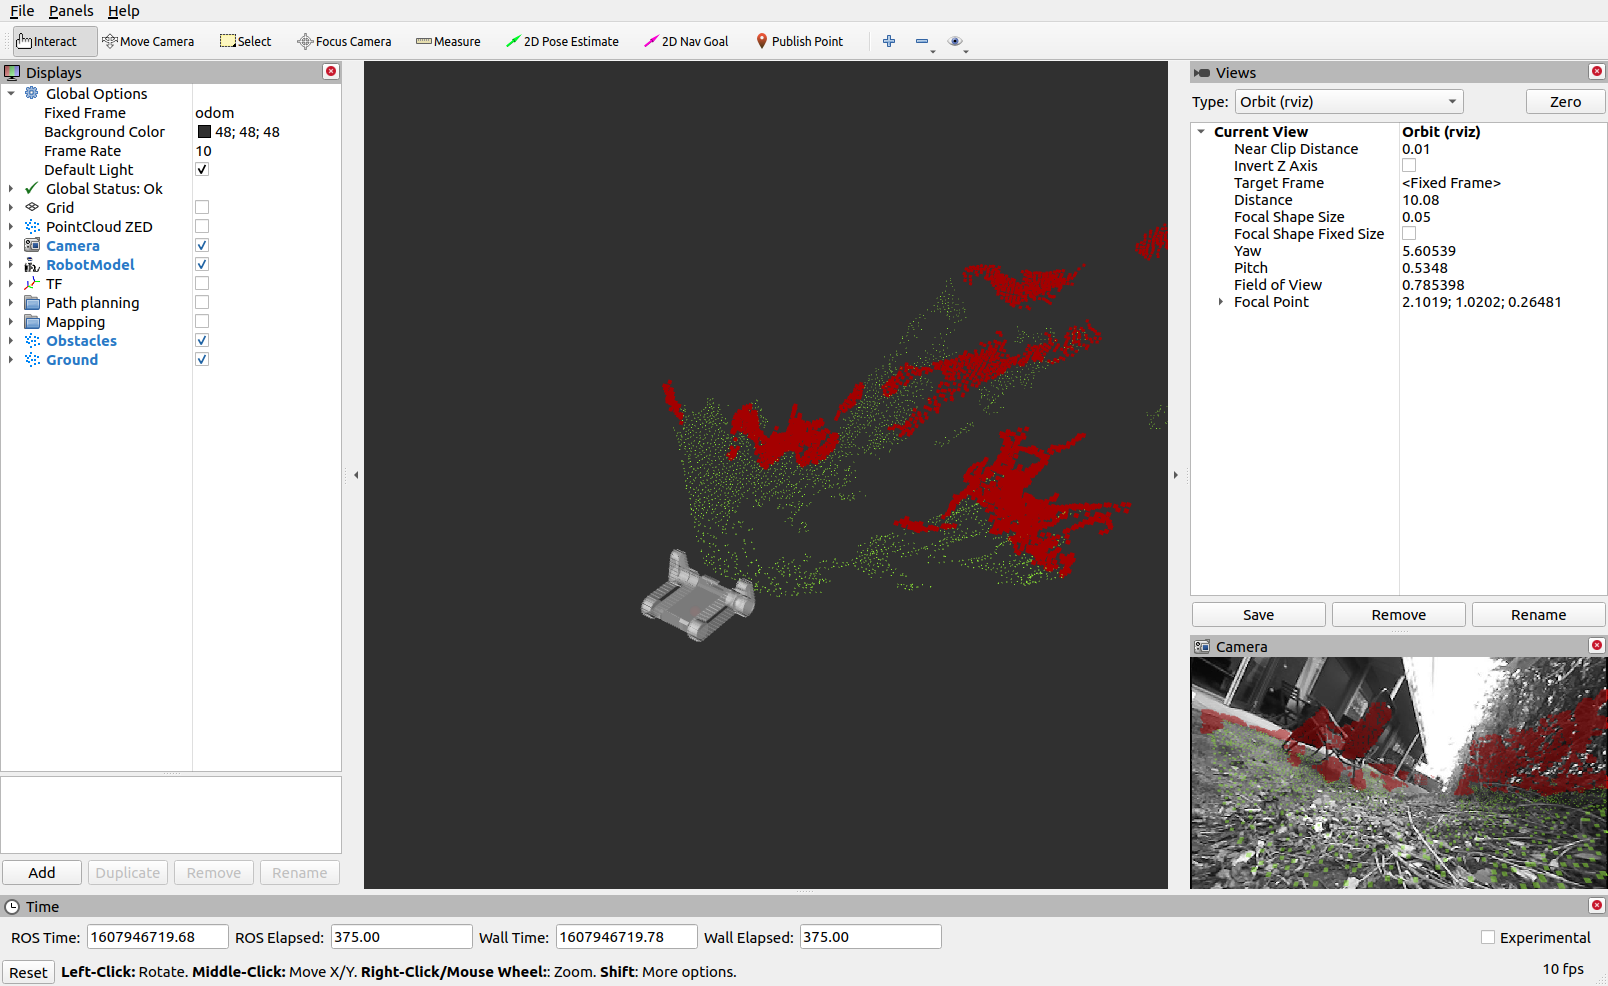 File Panels Help
Interact Move Camera Select Focus Camera Measure 2D Pose Estimate 2D Nav Goal Publish Point
Displays
Global Options
Fixed Frame odom
Background Color 48; 48; 48
Frame Rate 10
Default Light
Global Status: Ok
Grid
PointCloud ZED
Camera
RobotModel
TF
Path planning
Mapping
Obstacles
Ground
Add Duplicate Remove Rename
Views
Type: Orbit (rviz) Zero
Current View Orbit (rviz)
Near Clip Distance 0.01
Invert Z Axis
Target Frame <Fixed Frame>
Distance 10.08
Focal Shape Size 0.05
Focal Shape Fixed Size
Yaw 5.60539
Pitch 0.5348
Field of View 0.785398
Focal Point 2.1019; 1.0202; 0.26481
Save Remove Rename
Camera
Time
ROS Time: 1607946719.68 ROS Elapsed: 375.00 Wall Time: 1607946719.78 Wall Elapsed: 375.00 Experimental
Reset Left-Click: Rotate. Middle-Click: Move X/Y. Right-Click/Mouse Wheel:: Zoom. Shift: More options. 10 fps